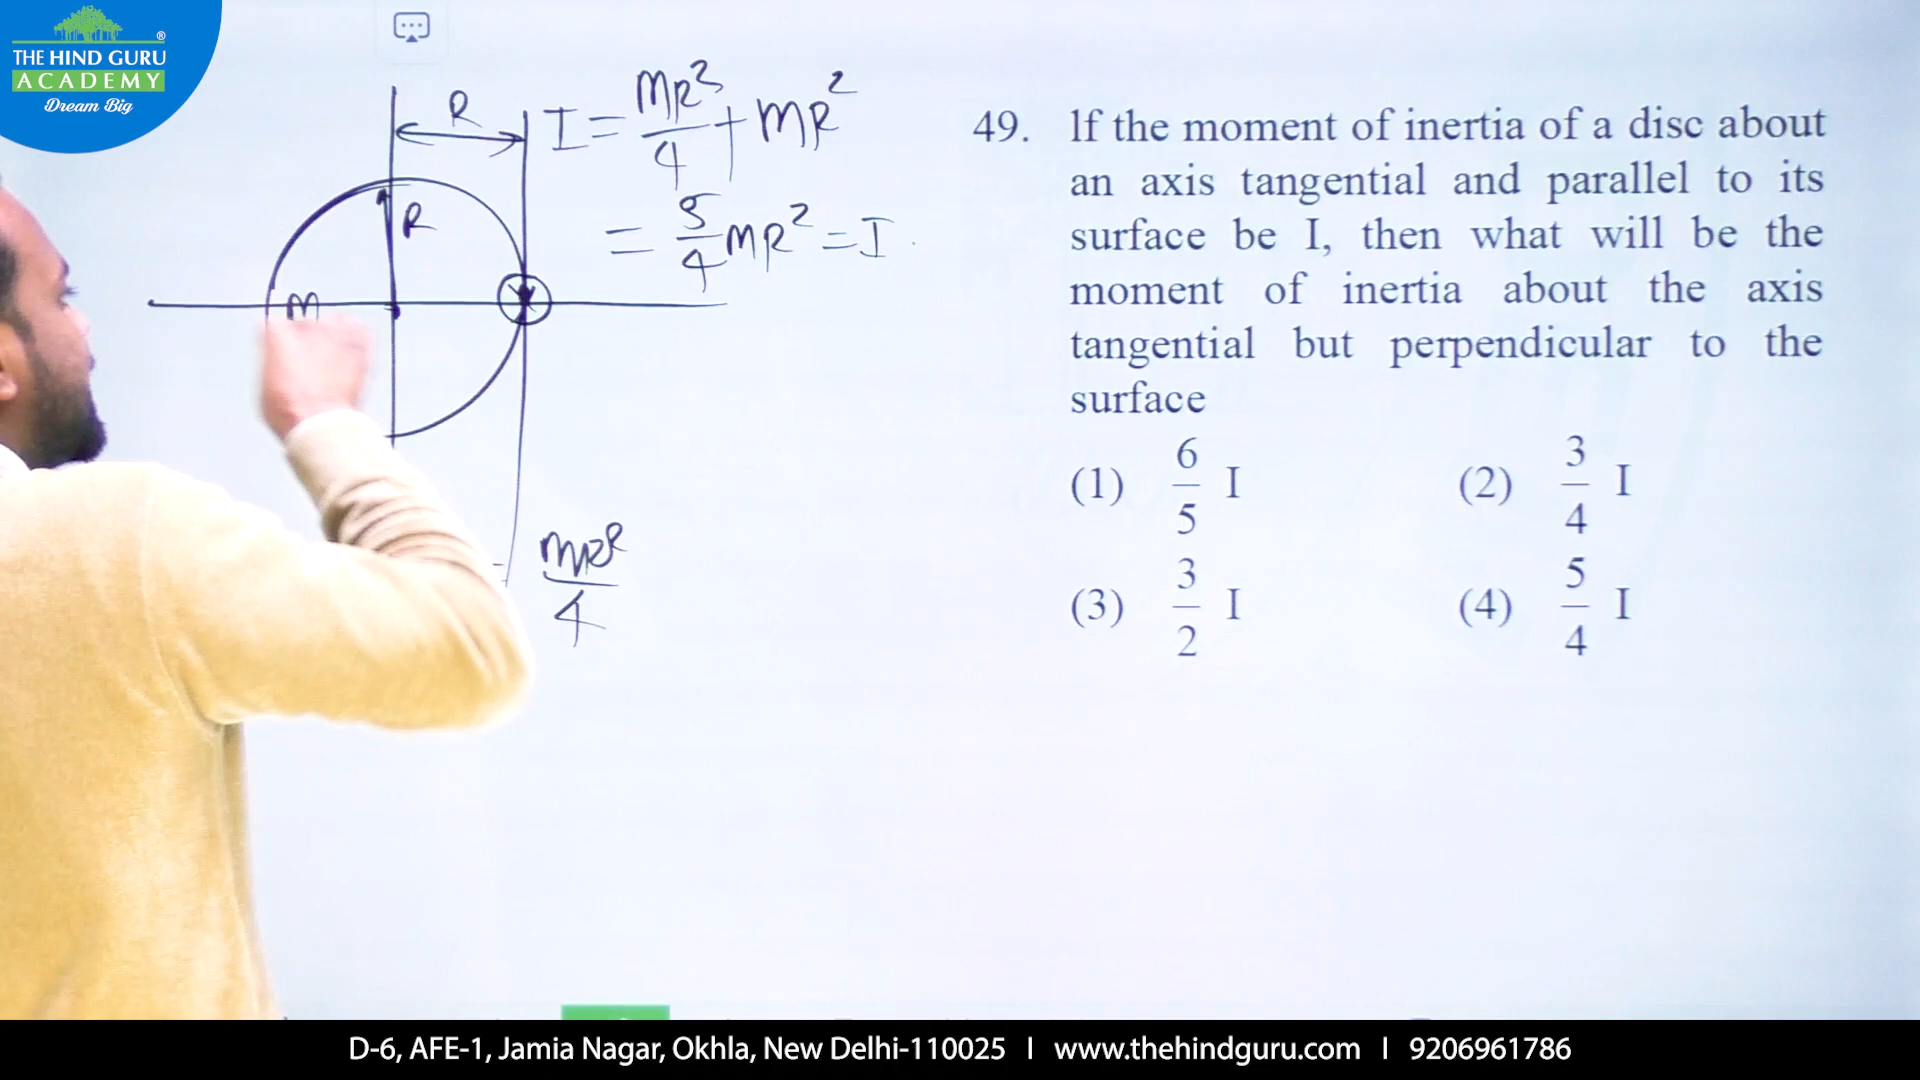 THE HIND GURU
ACADEMY
Dream Big
®
R
I = MR²/4 + MR²
= 5/4 MR² = I
R
M
MR²/4
49. If the moment of inertia of a disc about
an axis tangential and parallel to its
surface be I, then what will be the
moment of inertia about the axis
tangential but perpendicular to the
surface
(1) 6/5 I (2) 3/4 I
(3) 3/2 I (4) 5/4 I
D-6, AFE-1, Jamia Nagar, Okhla, New Delhi-110025 | www.thehindguru.com | 9206961786